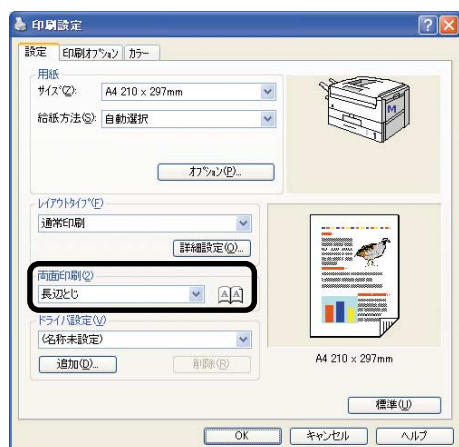 印刷設定
設定 印刷オプション カラー
用紙
サイズ(Z): A4 210 x 297mm
給紙方法(S): 自動選択
オプション(P)...
M
レイアウトタイプ(E)
通常印刷
詳細設定(O)...
両面印刷(2)
長辺とじ
A A
ドライバ設定(V)
(名称未設定)
追加(D)... 削除(R)
A4 210 x 297mm
標準(U)
OK キャンセル ヘルプ